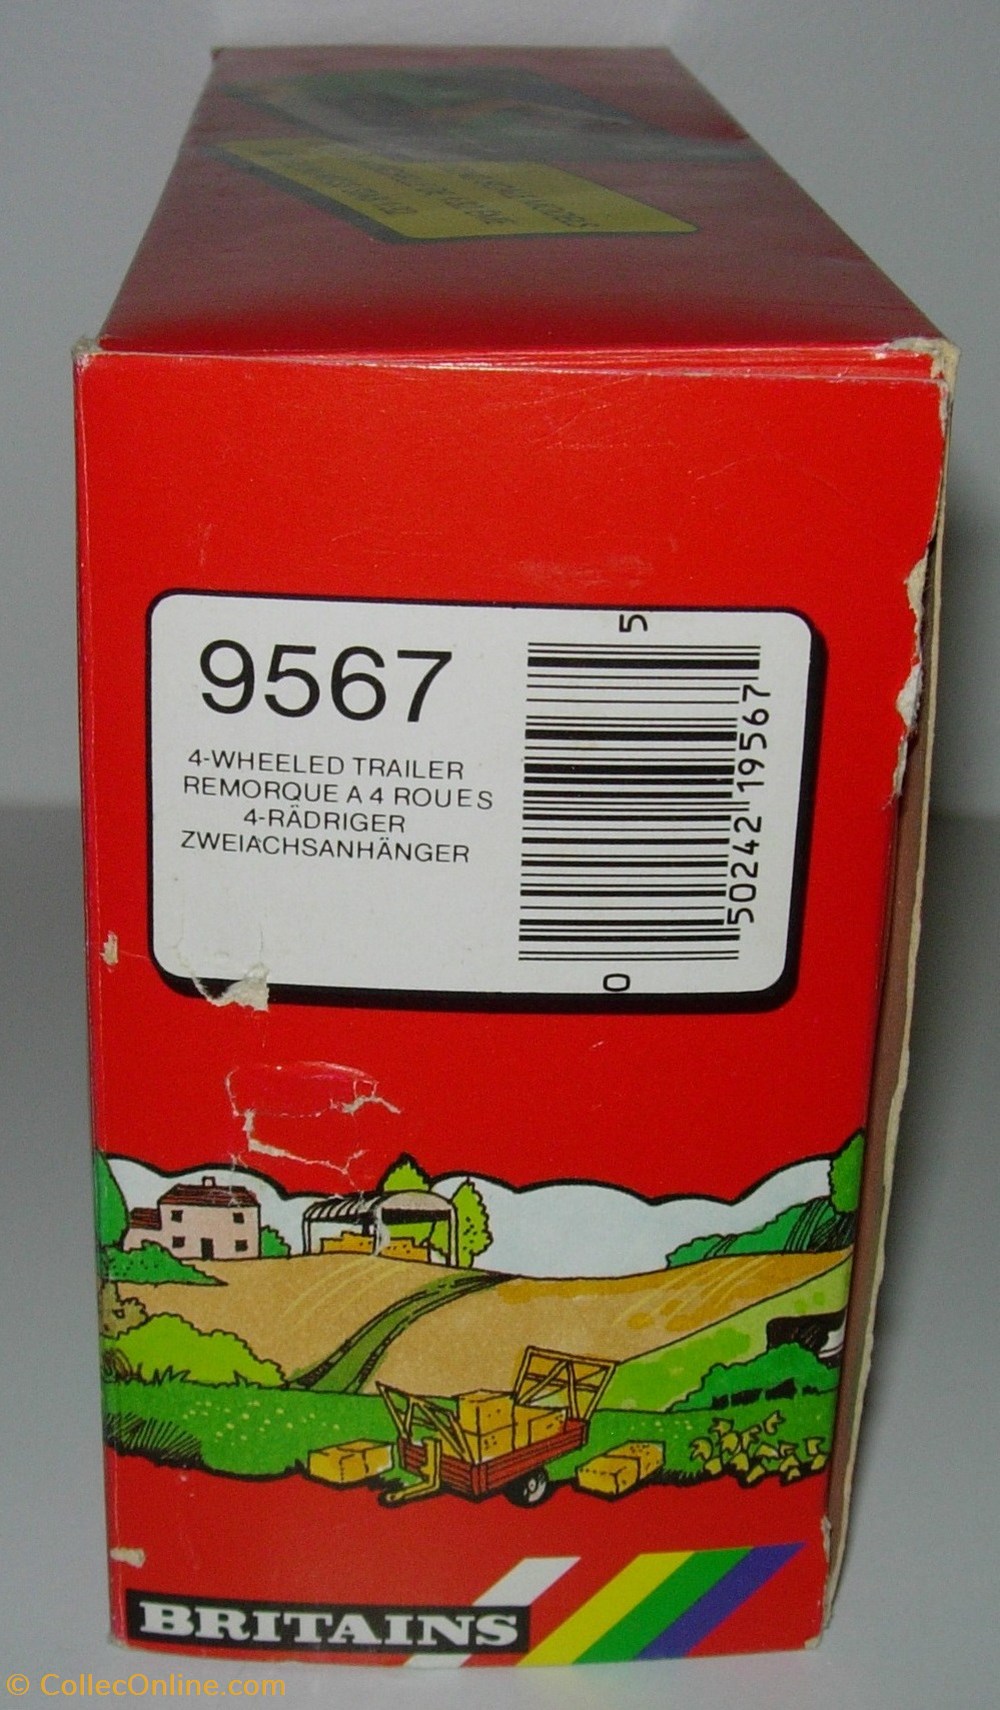 9567
4-WHEELED TRAILER
REMORQUE A 4 ROUES
4-RÄDRIGER
ZWEIACHSANHÄNGER
0 50242 19567 5
BRITAINS
© CollecOnline.com